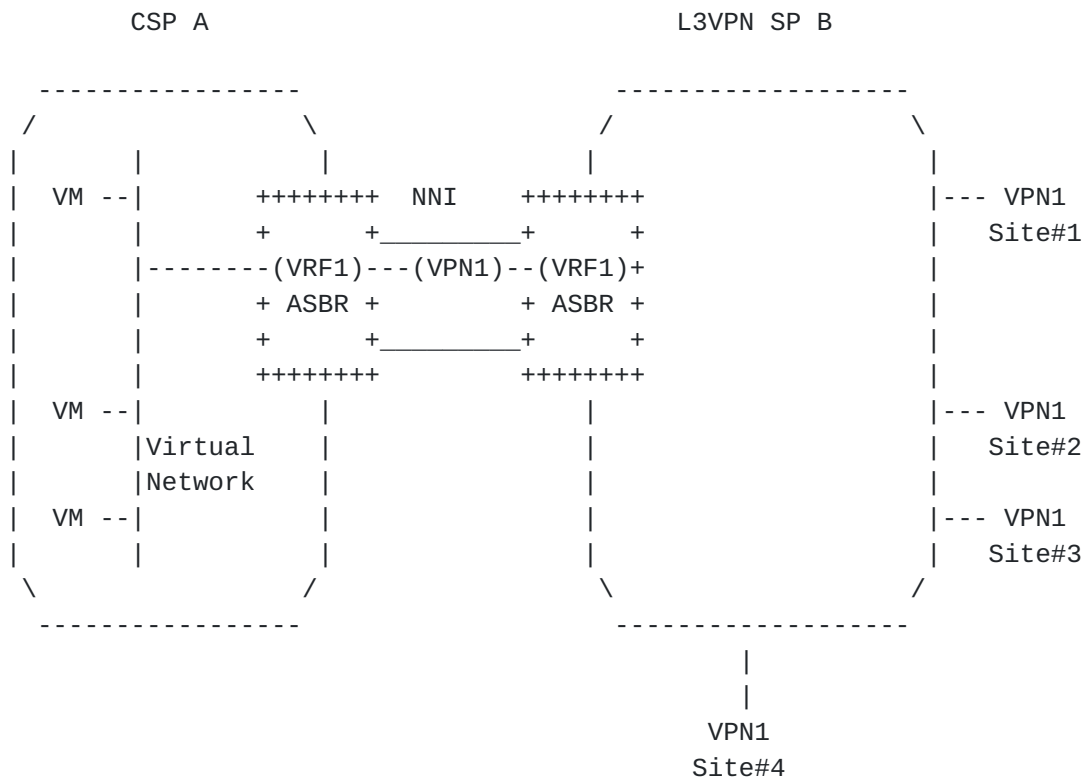 CSP A                              L3VPN SP B
VM --|         ++++++++  NNI    ++++++++                   |--- VPN1
Site#1
|--------(VRF1)---(VPN1)--(VRF1)+
+ ASBR +         + ASBR +
VM --|                                                     |--- VPN1
|Virtual                                                   Site#2
|Network
VM --|                                                     |--- VPN1
Site#3
VPN1
Site#4